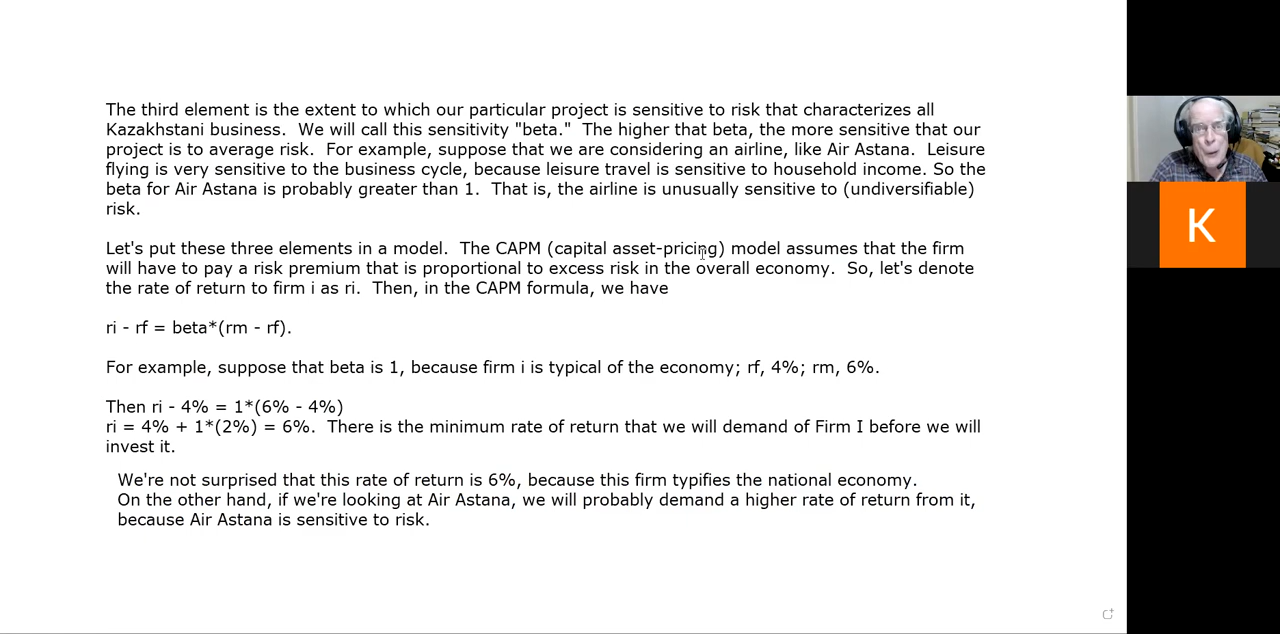 The third element is the extent to which our particular project is sensitive to risk that characterizes all
Kazakhstani business.  We will call this sensitivity "beta."  The higher that beta, the more sensitive that our
project is to average risk.  For example, suppose that we are considering an airline, like Air Astana.  Leisure
flying is very sensitive to the business cycle, because leisure travel is sensitive to household income. So the
beta for Air Astana is probably greater than 1.  That is, the airline is unusually sensitive to (undiversifiable)
risk.
Let's put these three elements in a model.  The CAPM (capital asset-pricing) model assumes that the firm
will have to pay a risk premium that is proportional to excess risk in the overall economy.  So, let's denote
the rate of return to firm i as ri.  Then, in the CAPM formula, we have
ri - rf = beta*(rm - rf).
For example, suppose that beta is 1, because firm i is typical of the economy; rf, 4%; rm, 6%.
Then ri - 4% = 1*(6% - 4%)
ri = 4% + 1*(2%) = 6%.  There is the minimum rate of return that we will demand of Firm I before we will
invest it.
We're not surprised that this rate of return is 6%, because this firm typifies the national economy.
On the other hand, if we're looking at Air Astana, we will probably demand a higher rate of return from it,
because Air Astana is sensitive to risk.
K